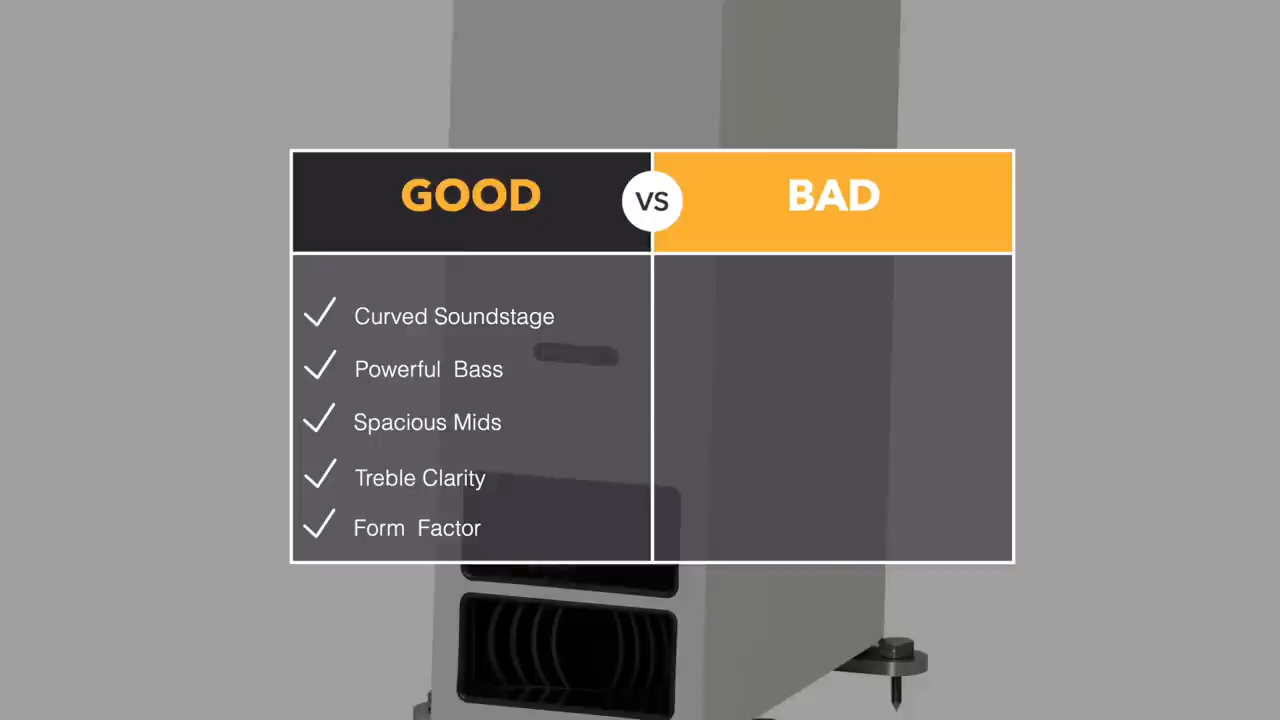 GOOD VS BAD
Curved Soundstage
Powerful Bass
Spacious Mids
Treble Clarity
Form Factor